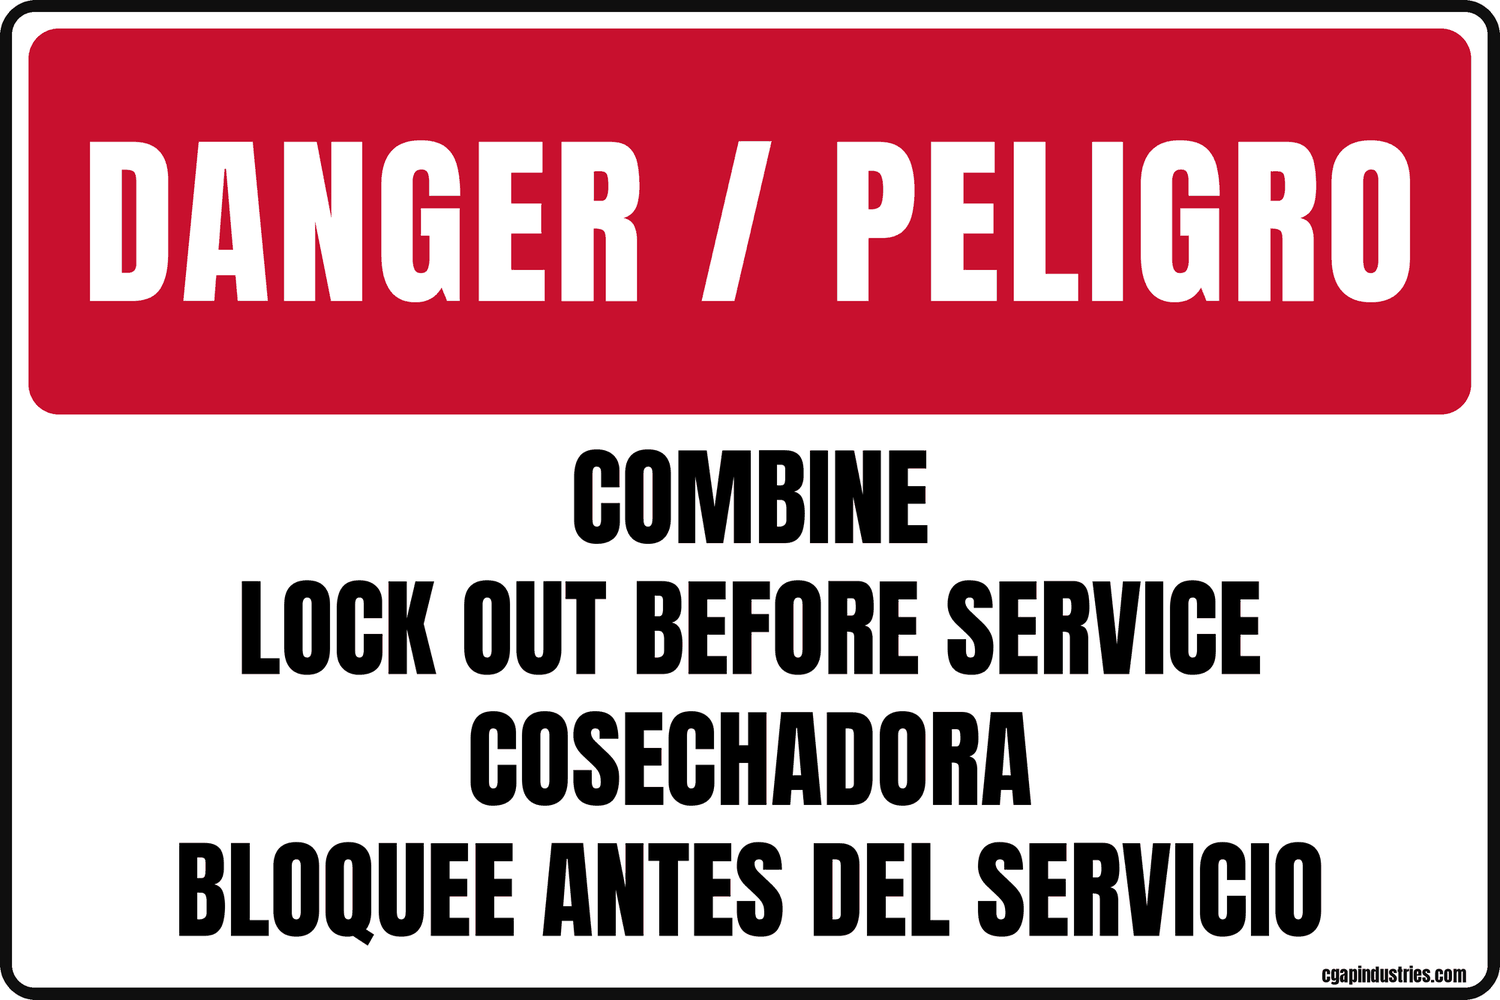 DANGER / PELIGRO
COMBINE
LOCK OUT BEFORE SERVICE
COSECHADORA
BLOQUEE ANTES DEL SERVICIO
cgapindustries.com